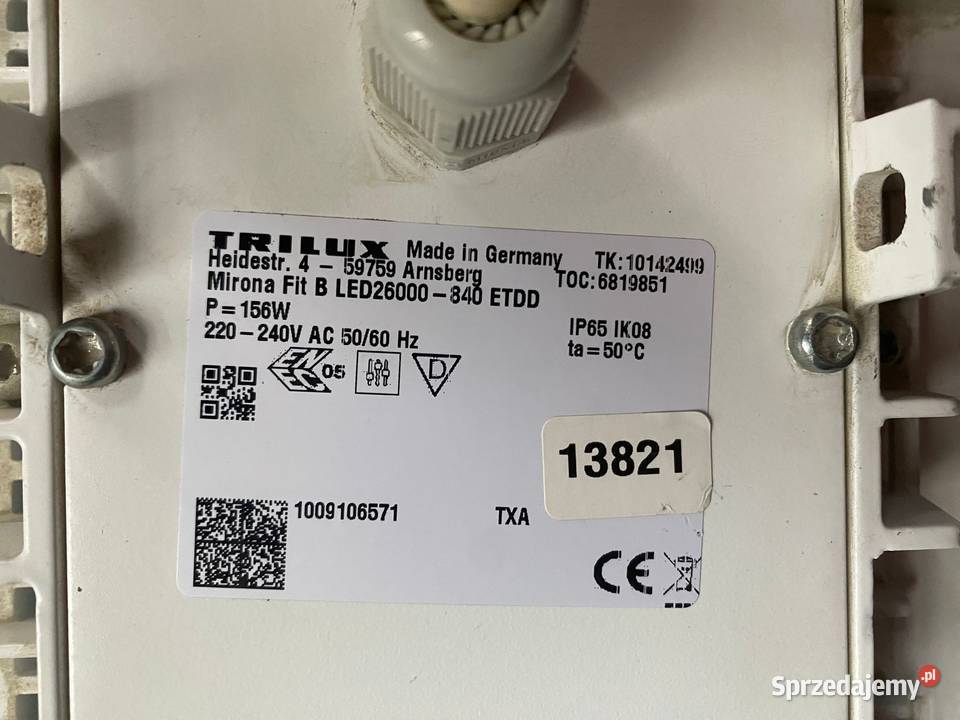 TRILUX Made in Germany TK:10142499
Heidestr. 4 – 59759 Arnsberg TOC:6819851
Mirona Fit B LED26000–840 ETDD
P=156W
220–240V AC 50/60 Hz
IP65 IK08
ta=50°C
ENEC 05
D
13821
1009106571 TXA
CE
Sprzedajemy.pl